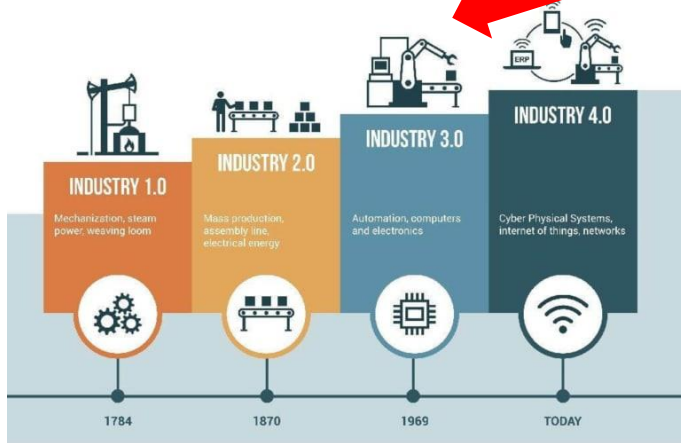 ERP
INDUSTRY 1.0
Mechanization, steam
power, weaving loom
INDUSTRY 2.0
Mass production,
assembly line,
electrical energy
INDUSTRY 3.0
Automation, computers
and electronics
INDUSTRY 4.0
Cyber Physical Systems,
internet of things, networks
1784
1870
1969
TODAY